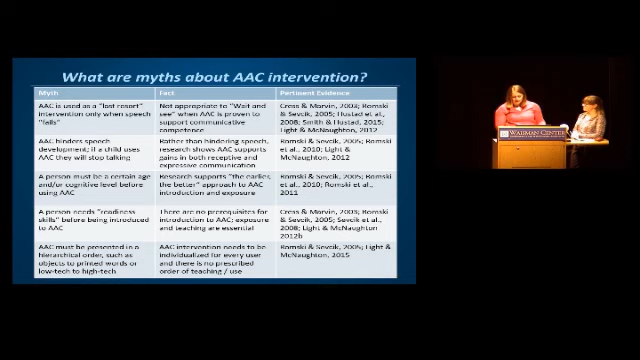 What are myths about AAC intervention?
Myth Fact Pertinent Evidence
AAC is used as a "last resort"
intervention only when speech
"fails"
Not appropriate to "Wait and
see" when AAC is proven to
support communicative
competence
Cress & Marvin, 2003; Romski
& Sevcik, 2005; Hustad et al.,
2008; Smith & Hustad, 2015;
Light & McNaughton, 2012
AAC hinders speech
development; if a child uses
AAC they will stop talking
Rather than hindering speech,
research shows AAC supports
gains in both receptive and
expressive communication
Romski & Sevcik, 2005; Romski
et al., 2010; Light &
McNaughton, 2012
A person must be a certain age
and/or cognitive level before
using AAC
Research supports "the earlier,
the better" approach to AAC
introduction and exposure
Romski & Sevcik, 2005; Romski
et al., 2010; Romski et al.,
2011
A person needs "readiness
skills" before being introduced
to AAC
There are no prerequisites for
introduction to AAC; exposure
and teaching are essential
Cress & Marvin, 2003; Romski
& Sevcik, 2005; Sevcik et al.,
2008; Light & McNaughton
2012b
AAC must be presented in a
hierarchical order, such as
objects to printed words or
low-tech to high-tech
AAC intervention needs to be
individualized for every user
and there is no prescribed
order of teaching / use
Romski & Sevcik, 2005; Light &
McNaughton, 2015
WAISMAN CENTER